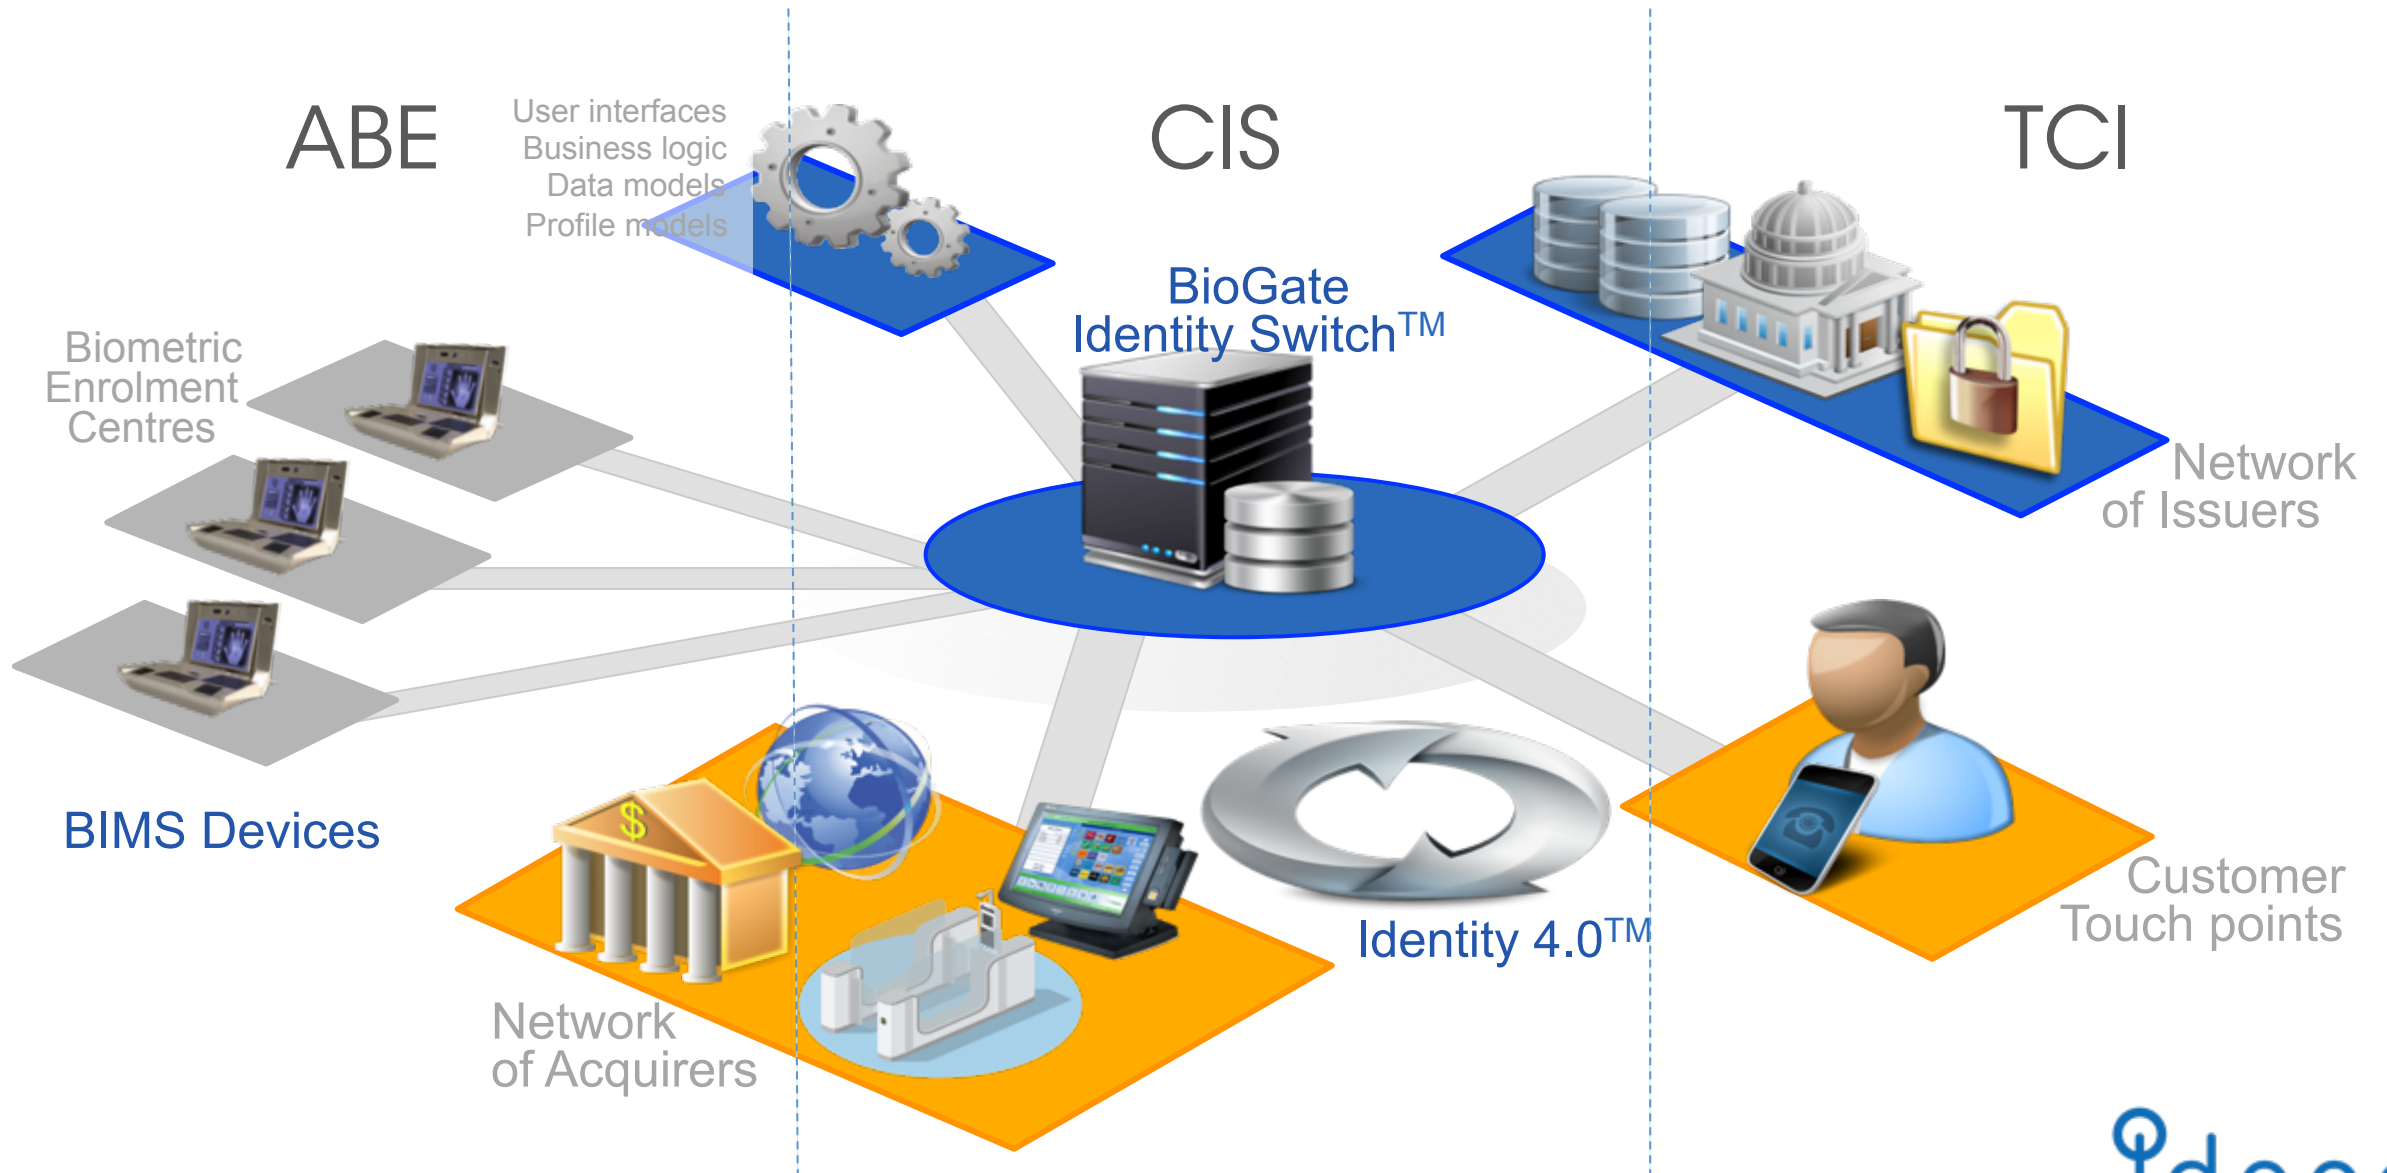 ABE
User interfaces
Business logic
Data models
Profile models
CIS
TCI
BioGate
Identity Switch™
Biometric
Enrolment
Centres
Network
of Issuers
BIMS Devices
Identity 4.0™
Customer
Touch points
Network
of Acquirers